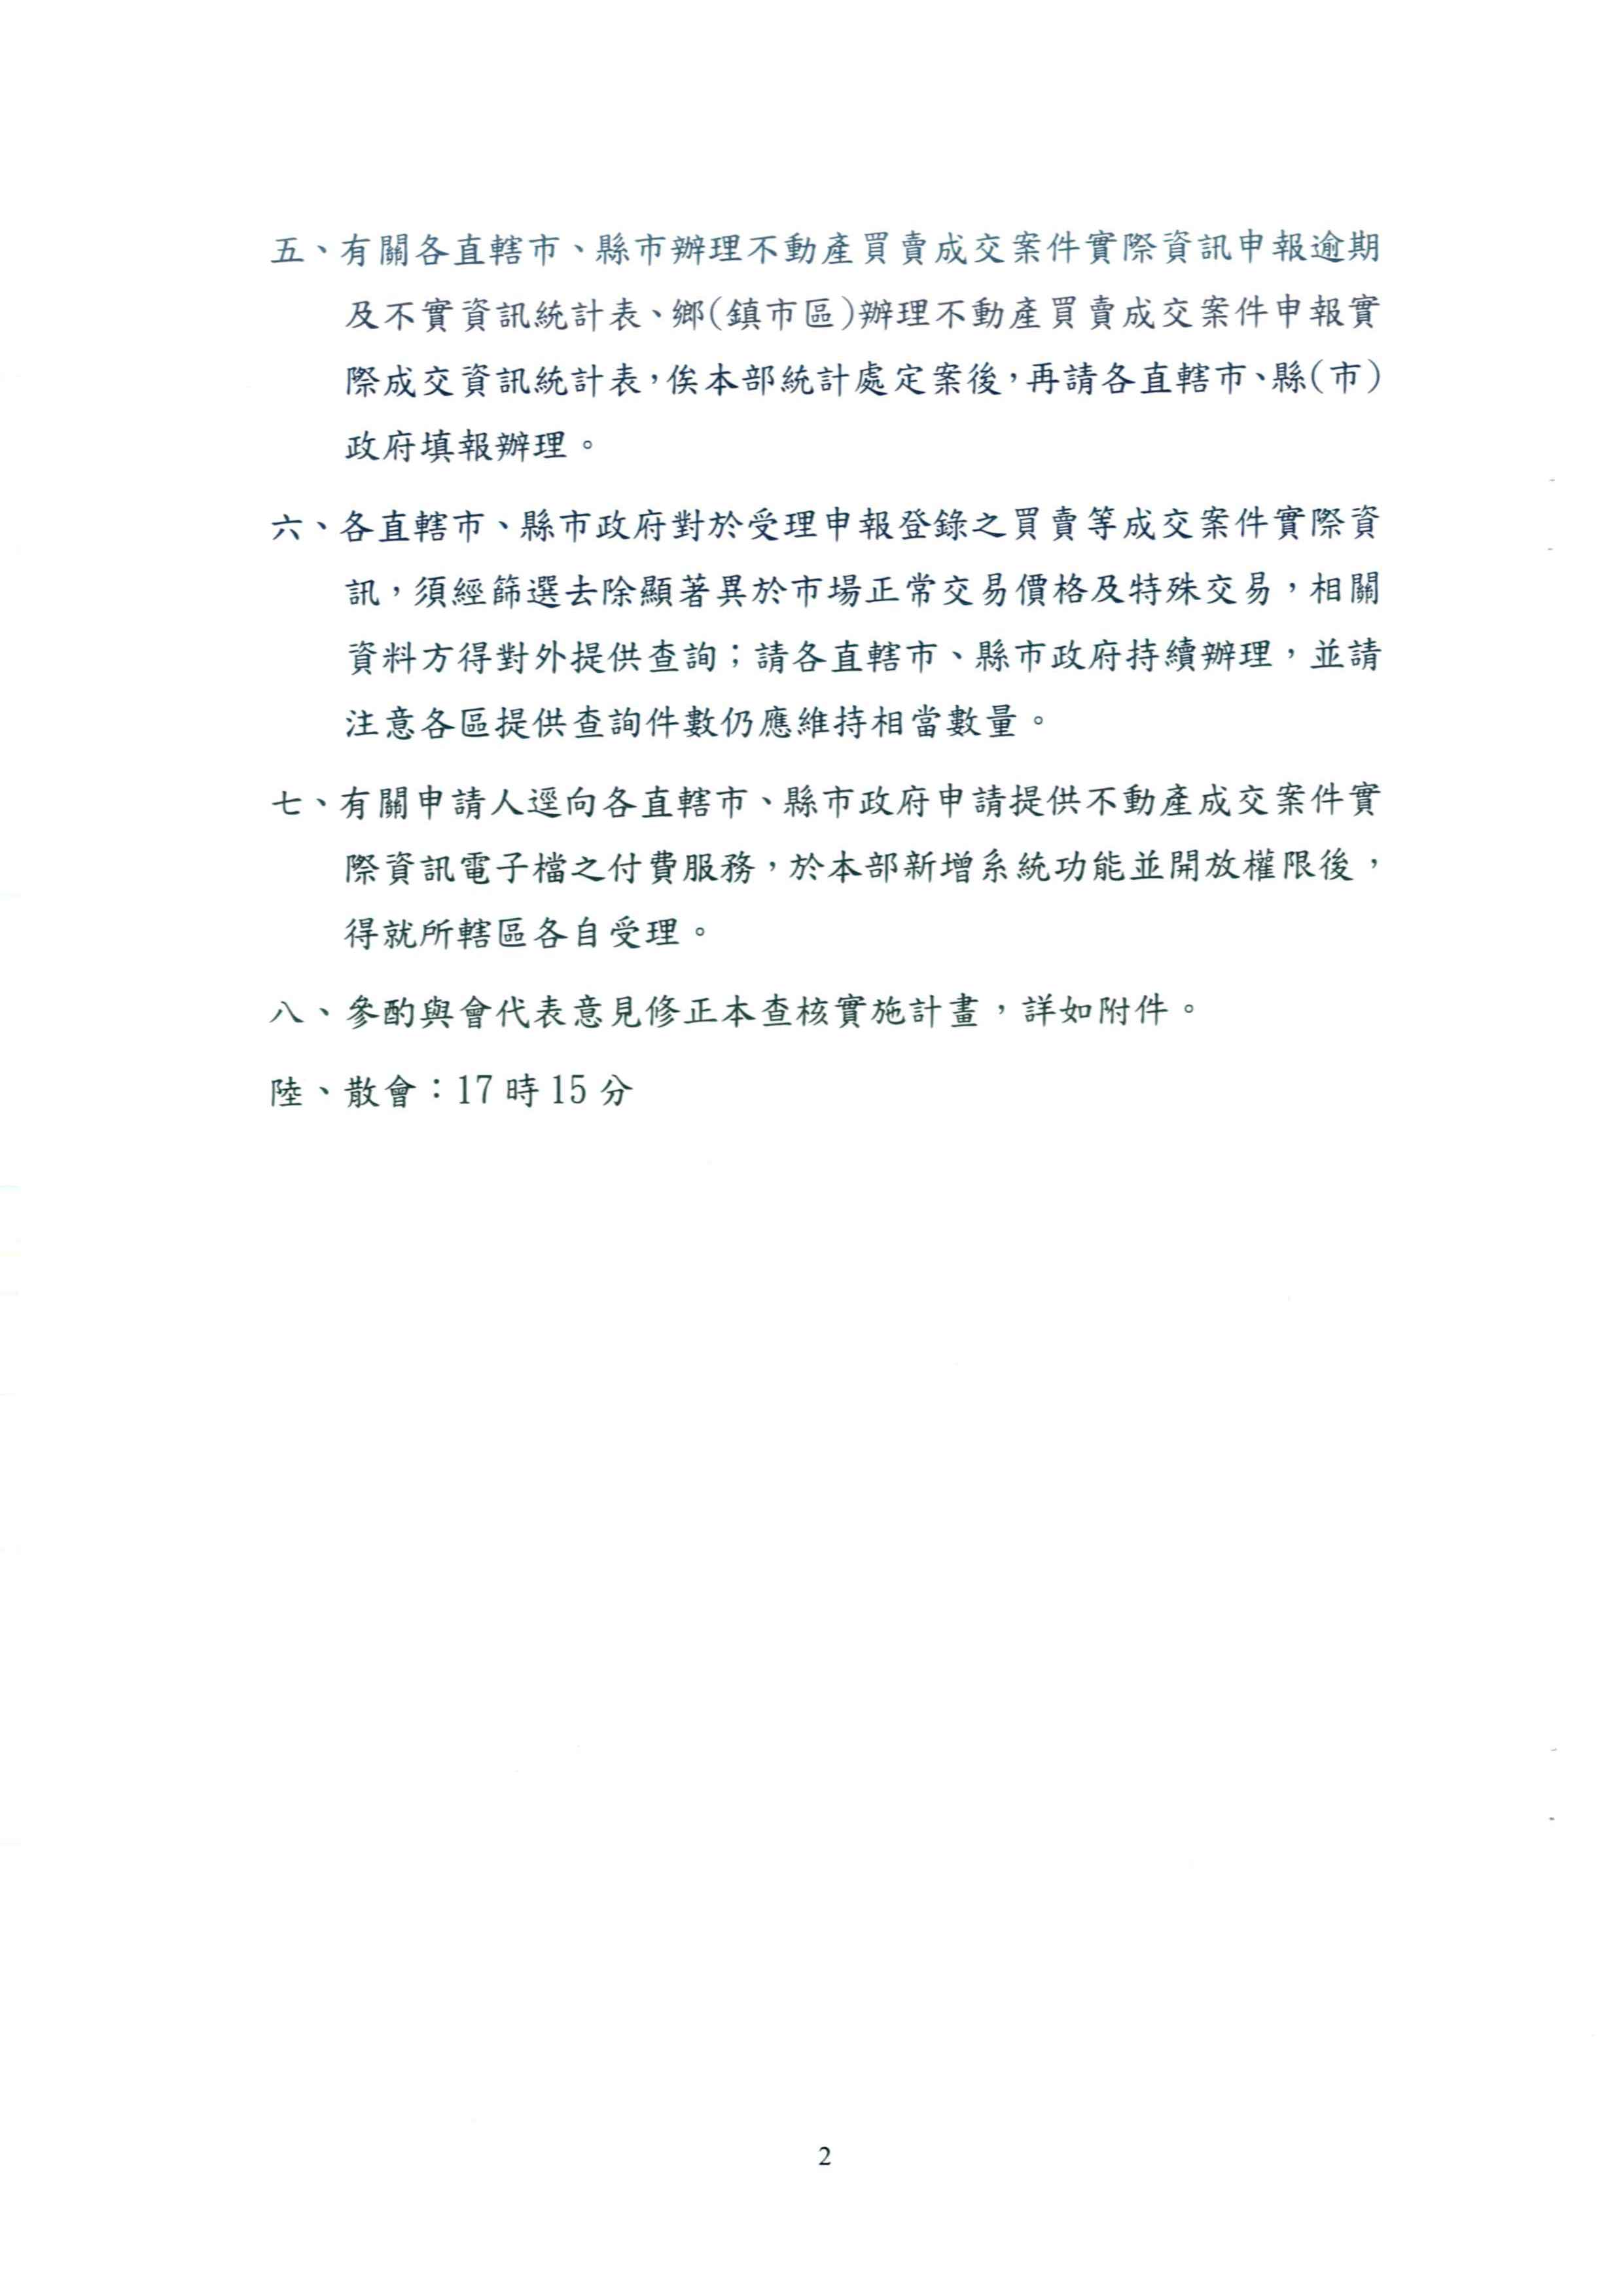 五、有關各直轄市、縣市辦理不動產買賣成交案件實際資訊申報逾期
及不實資訊統計表、鄉(鎮市區)辦理不動產買賣成交案件申報實
際成交資訊統計表，俟本部統計處定案後，再請各直轄市、縣(市)
政府填報辦理。
六、各直轄市、縣市政府對於受理申報登錄之買賣等成交案件實際資
訊，須經篩選去除顯著異於市場正常交易價格及特殊交易，相關
資料方得對外提供查詢；請各直轄市、縣市政府持續辦理，並請
注意各區提供查詢件數仍應維持相當數量。
七、有關申請人逕向各直轄市、縣市政府申請提供不動產成交案件實
際資訊電子檔之付費服務，於本部新增系統功能並開放權限後，
得就所轄區各自受理。
八、參酌與會代表意見修正本查核實施計畫，詳如附件。
陸、散會：17 時 15 分
2